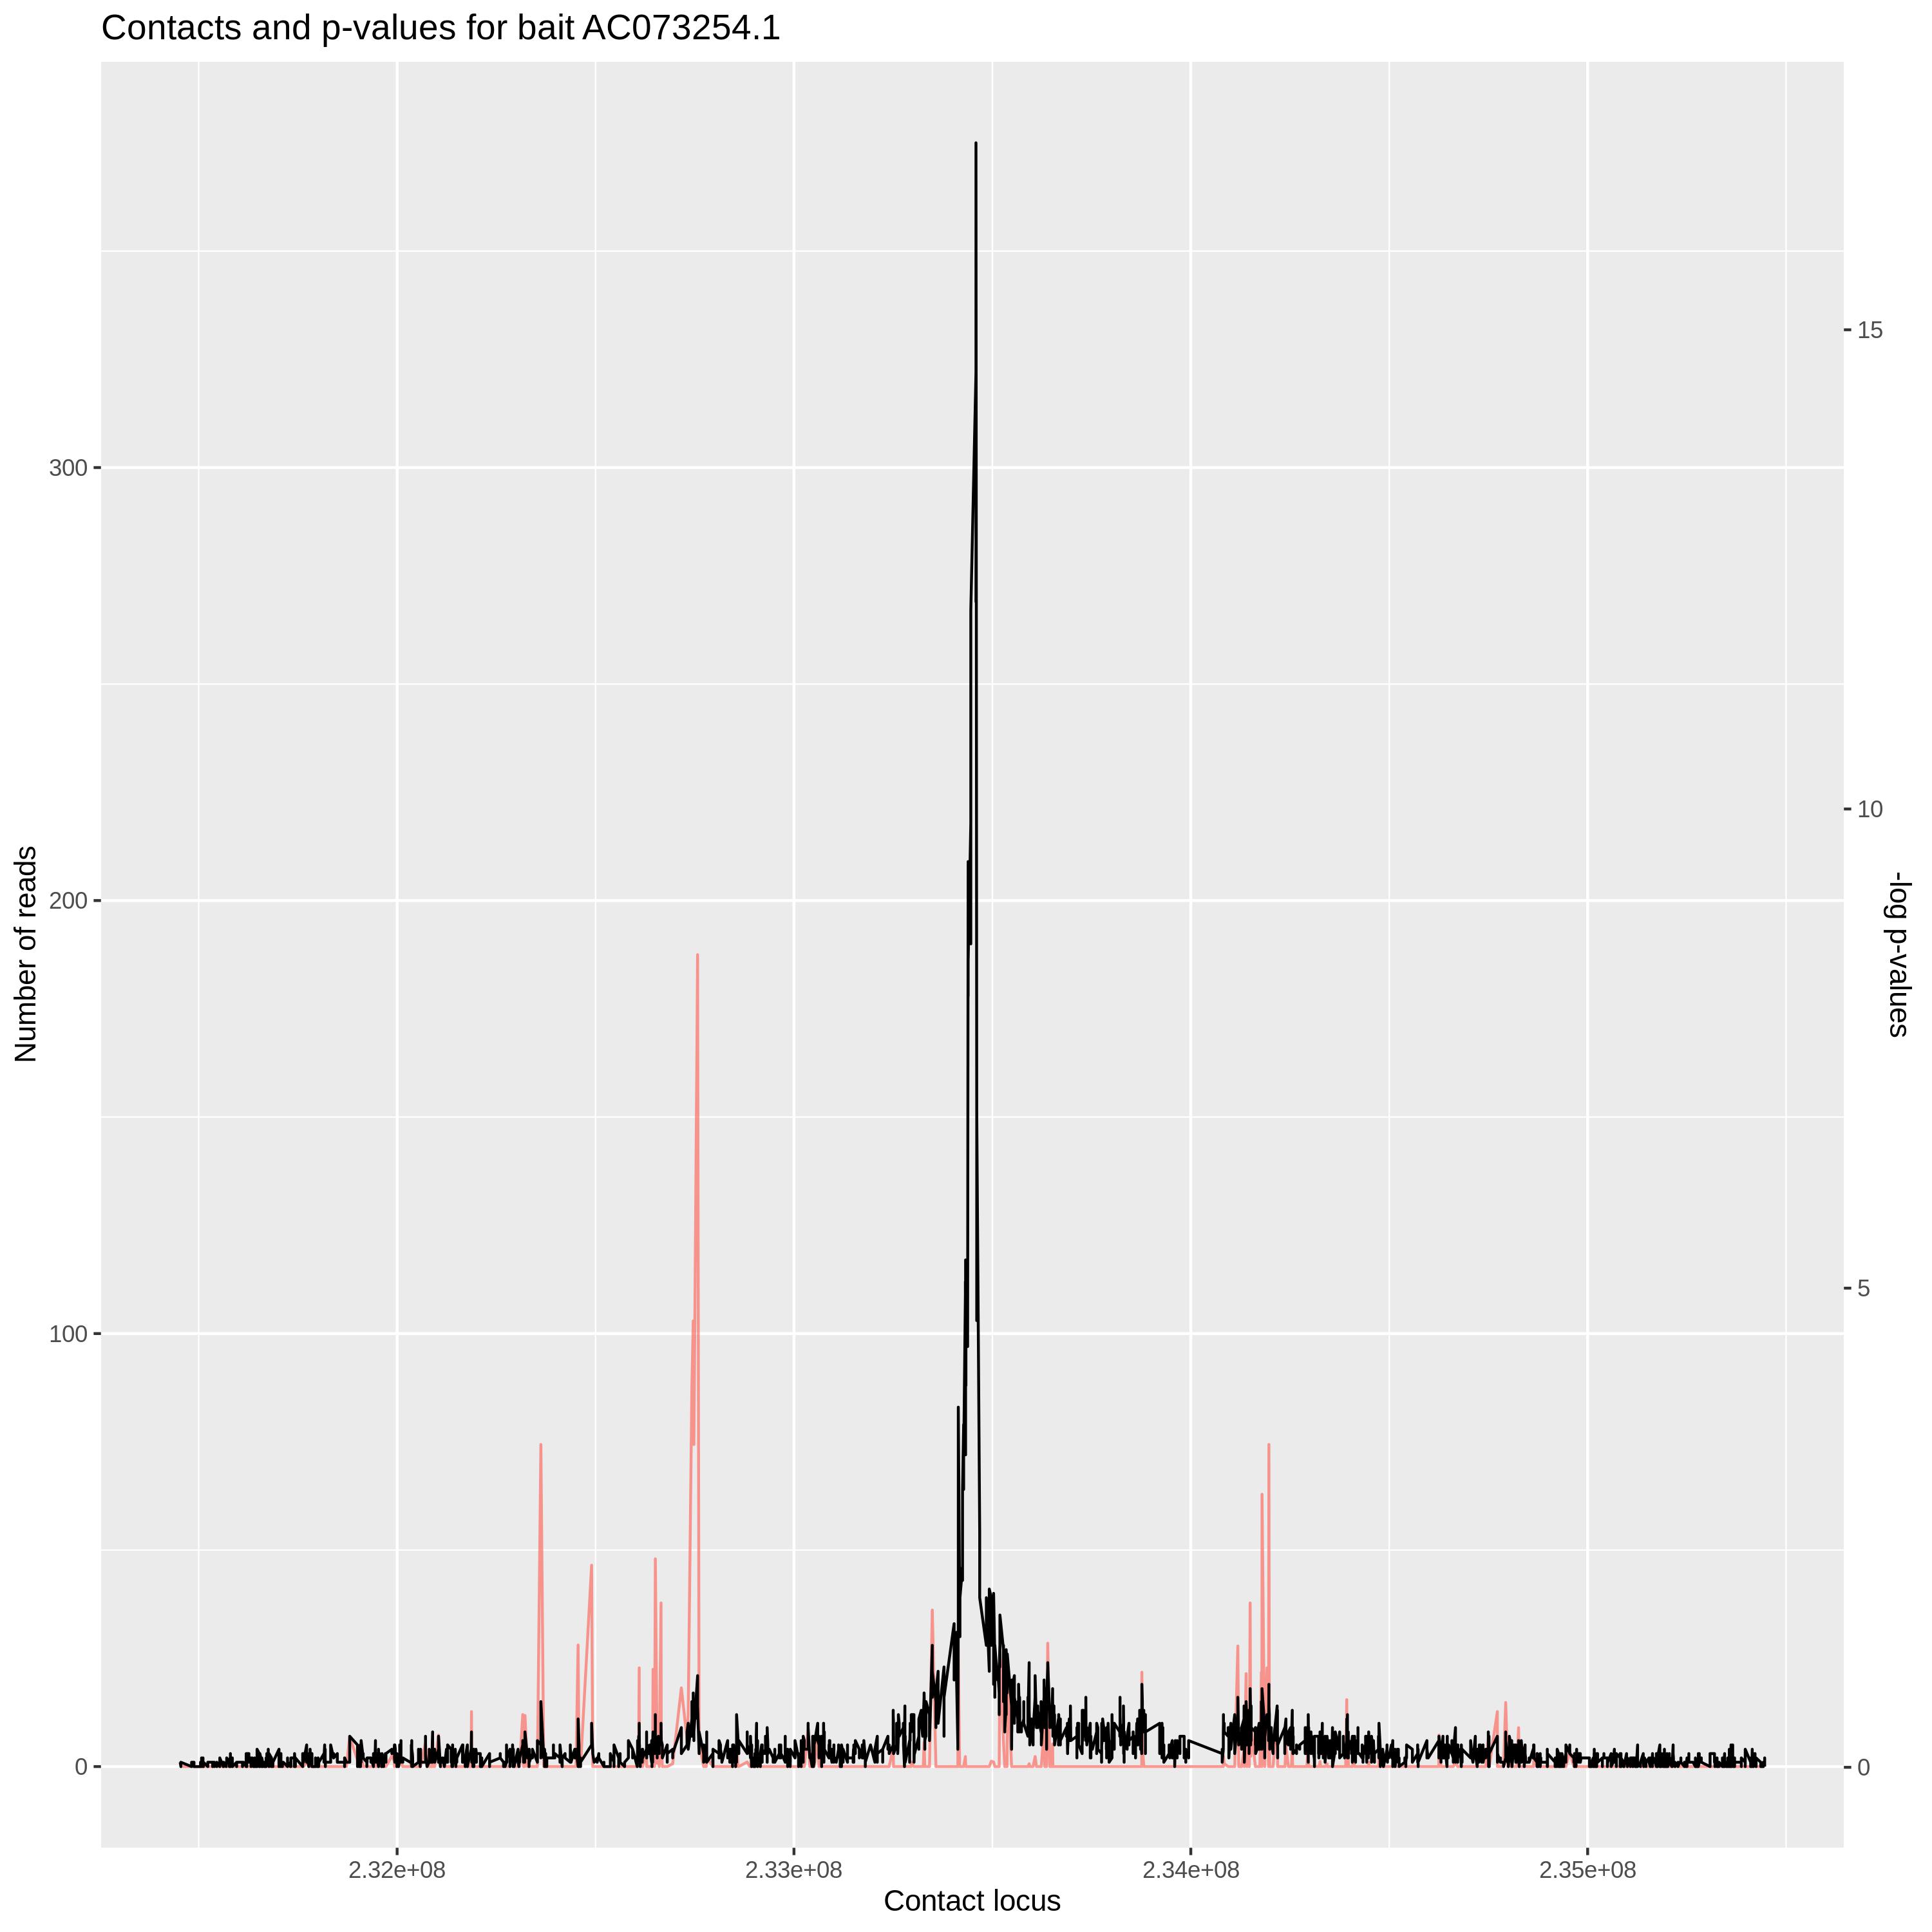 Contacts and p-values for bait AC073254.1
Number of reads
300
200
100
0
15
10
5
0
-log p-values
2.32e+08
2.33e+08
2.34e+08
2.35e+08
Contact locus